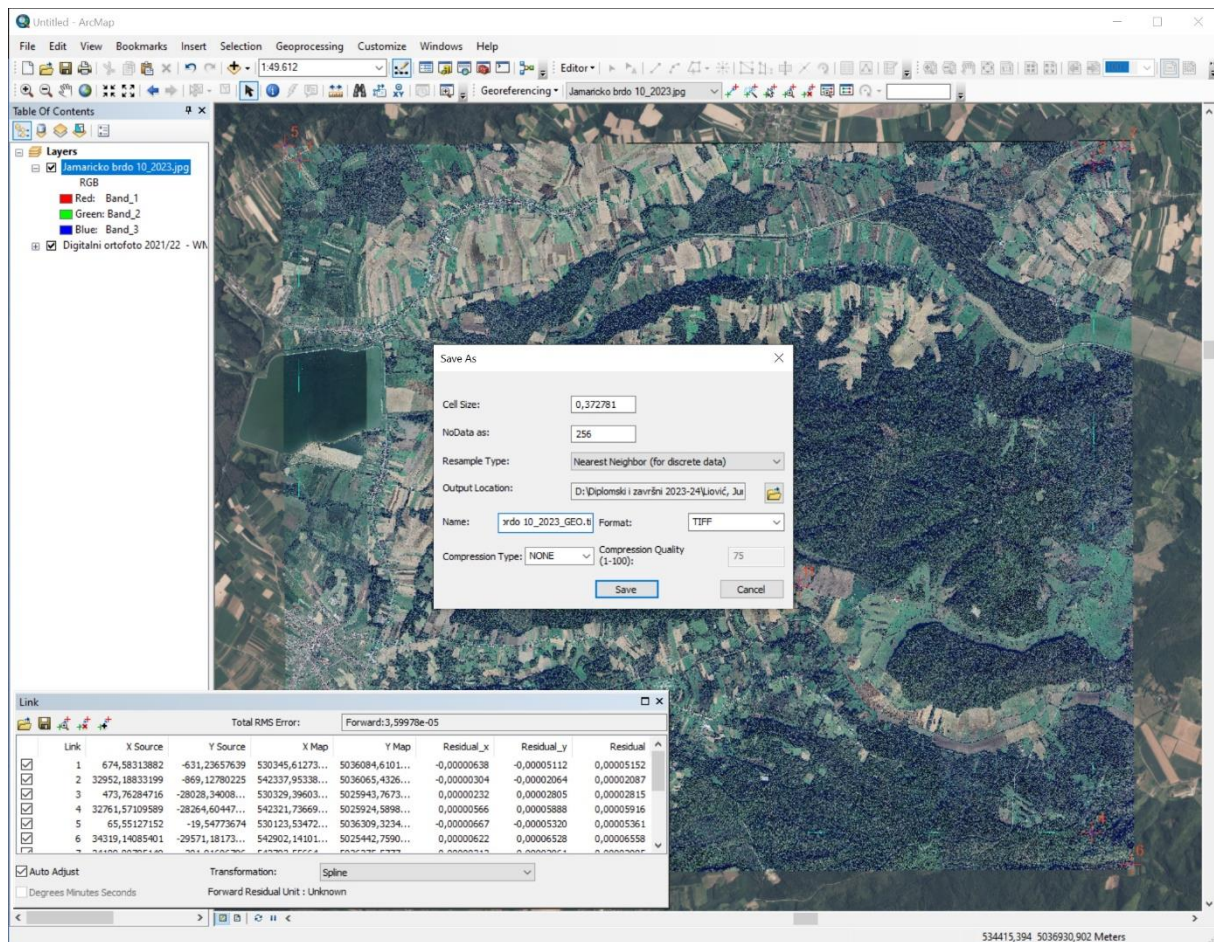 Untitled - ArcMap
File Edit View Bookmarks Insert Selection Geoprocessing Customize Windows Help
1:49.612 Editor
Georeferencing Jamaricko brdo 10_2023.jpg
Table Of Contents
Layers
Jamaricko brdo 10_2023.jpg
RGB
Red: Band_1
Green: Band_2
Blue: Band_3
Digitalni ortofoto 2021/22 - WM
5
Save As
Cell Size: 0,372781
NoData as: 256
Resample Type: Nearest Neighbor (for discrete data)
Output Location: D:\Diplomski i završni 2023-24\Liović, Jur
Name: rdo 10_2023_GEO.ti Format: TIFF
Compression Type: NONE Compression Quality (1-100): 75
Save Cancel
4
6
Link
Total RMS Error: Forward:3,59978e-05
Link X Source Y Source X Map Y Map Residual_x Residual_y Residual
1 674,58313882 -631,23657639 530345,61273... 5036084,6101... -0,00000638 -0,00005112 0,00005152
2 32952,18833199 -869,12780225 542337,95338... 5036065,4326... -0,00000304 -0,00002064 0,00002087
3 473,76284716 -28028,34008... 530329,39603... 5025943,7673... 0,00000232 0,00002805 0,00002815
4 32761,57109589 -28264,60447... 542321,73669... 5025924,5898... 0,00000566 0,00005888 0,00005916
5 65,55127152 -19,54773674 530123,53472... 5036309,3234... -0,00000667 -0,00005320 0,00005361
6 34319,14085401 -29571,18173... 542902,14101... 5025442,7590... 0,00000622 0,00006528 0,00006558
Auto Adjust Transformation: Spline
Degrees Minutes Seconds Forward Residual Unit : Unknown
534415,394 5036930,902 Meters